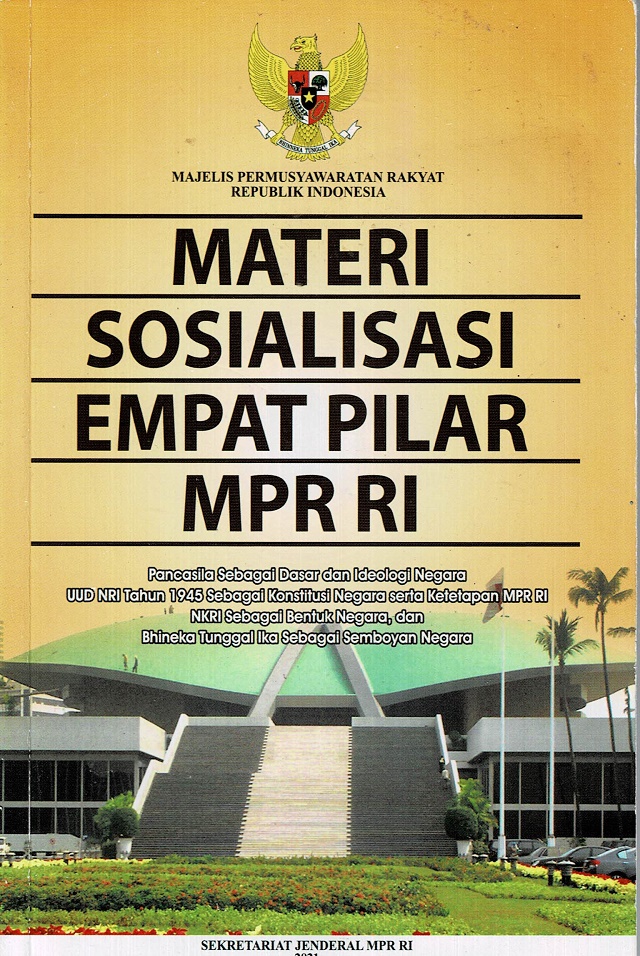 BHINNEKA TUNGGAL IKA
MAJELIS PERMUSYAWARATAN RAKYAT
REPUBLIK INDONESIA
MATERI
SOSIALISASI
EMPAT PILAR
MPR RI
Pancasila Sebagai Dasar dan Ideologi Negara
UUD NRI Tahun 1945 Sebagai Konstitusi Negara serta Ketetapan MPR RI
NKRI Sebagai Bentuk Negara, dan
Bhineka Tunggal Ika Sebagai Semboyan Negara
SEKRETARIAT JENDERAL MPR RI
2021